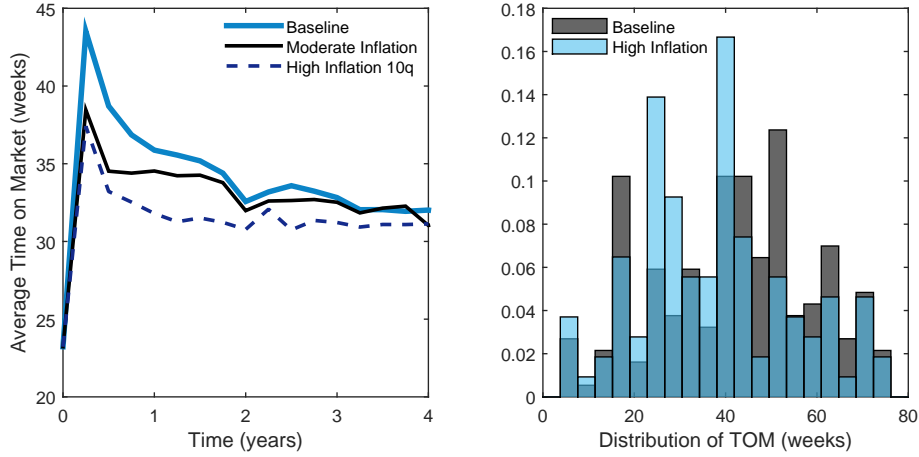 45
40
35
30
25
20
Average Time on Market (weeks)
Baseline
Moderate Inflation
High Inflation 10q
0 1 2 3 4
Time (years)
0.18
0.16
0.14
0.12
0.1
0.08
0.06
0.04
0.02
0
Baseline
High Inflation
0 20 40 60 80
Distribution of TOM (weeks)